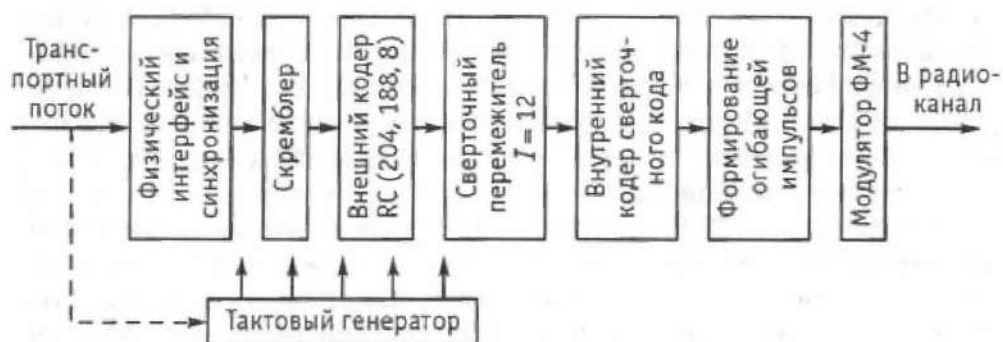 Транс-
портный
поток
Физический
интерфейс и
синхронизация
Скремблер
Внешний кодер
RC (204, 188, 8)
Сверточный
перемежитель
I = 12
Внутренний
кодер сверточ-
ного кода
Формирование
огибающей
импульсов
Модулятор ФМ-4
В радио-
канал
Тактовый генератор